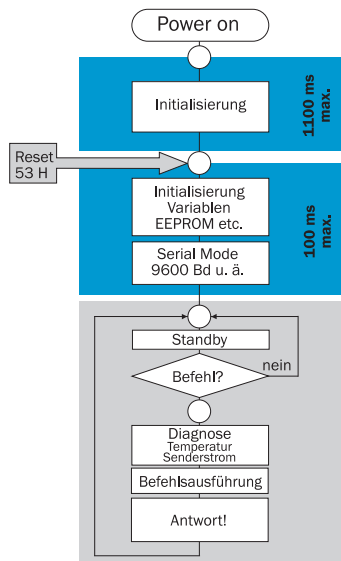 Power on
Initialisierung
1100 ms
max.
Reset
53 H
Initialisierung
Variablen
EEPROM etc.
Serial Mode
9600 Bd u. ä.
100 ms
max.
Standby
Befehl?
nein
Diagnose
Temperatur
Senderstrom
Befehlsausführung
Antwort!